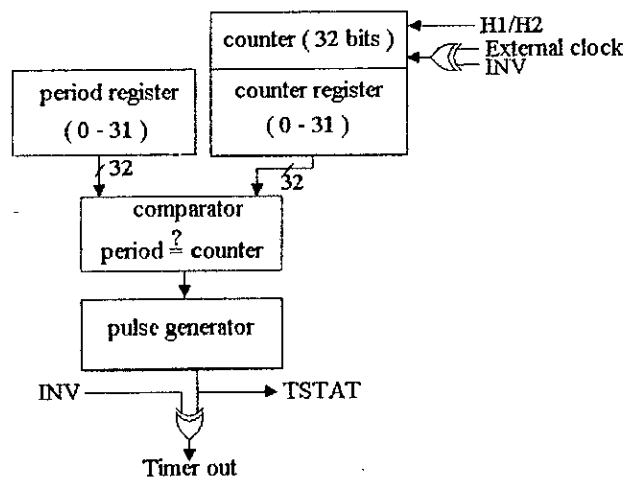 counter ( 32 bits)
H1/H2
External clock
INV
period register
( 0 - 31 )
counter register
( 0 - 31 )
32
32
comparator
?
period = counter
pulse generator
INV
TSTAT
Timer out